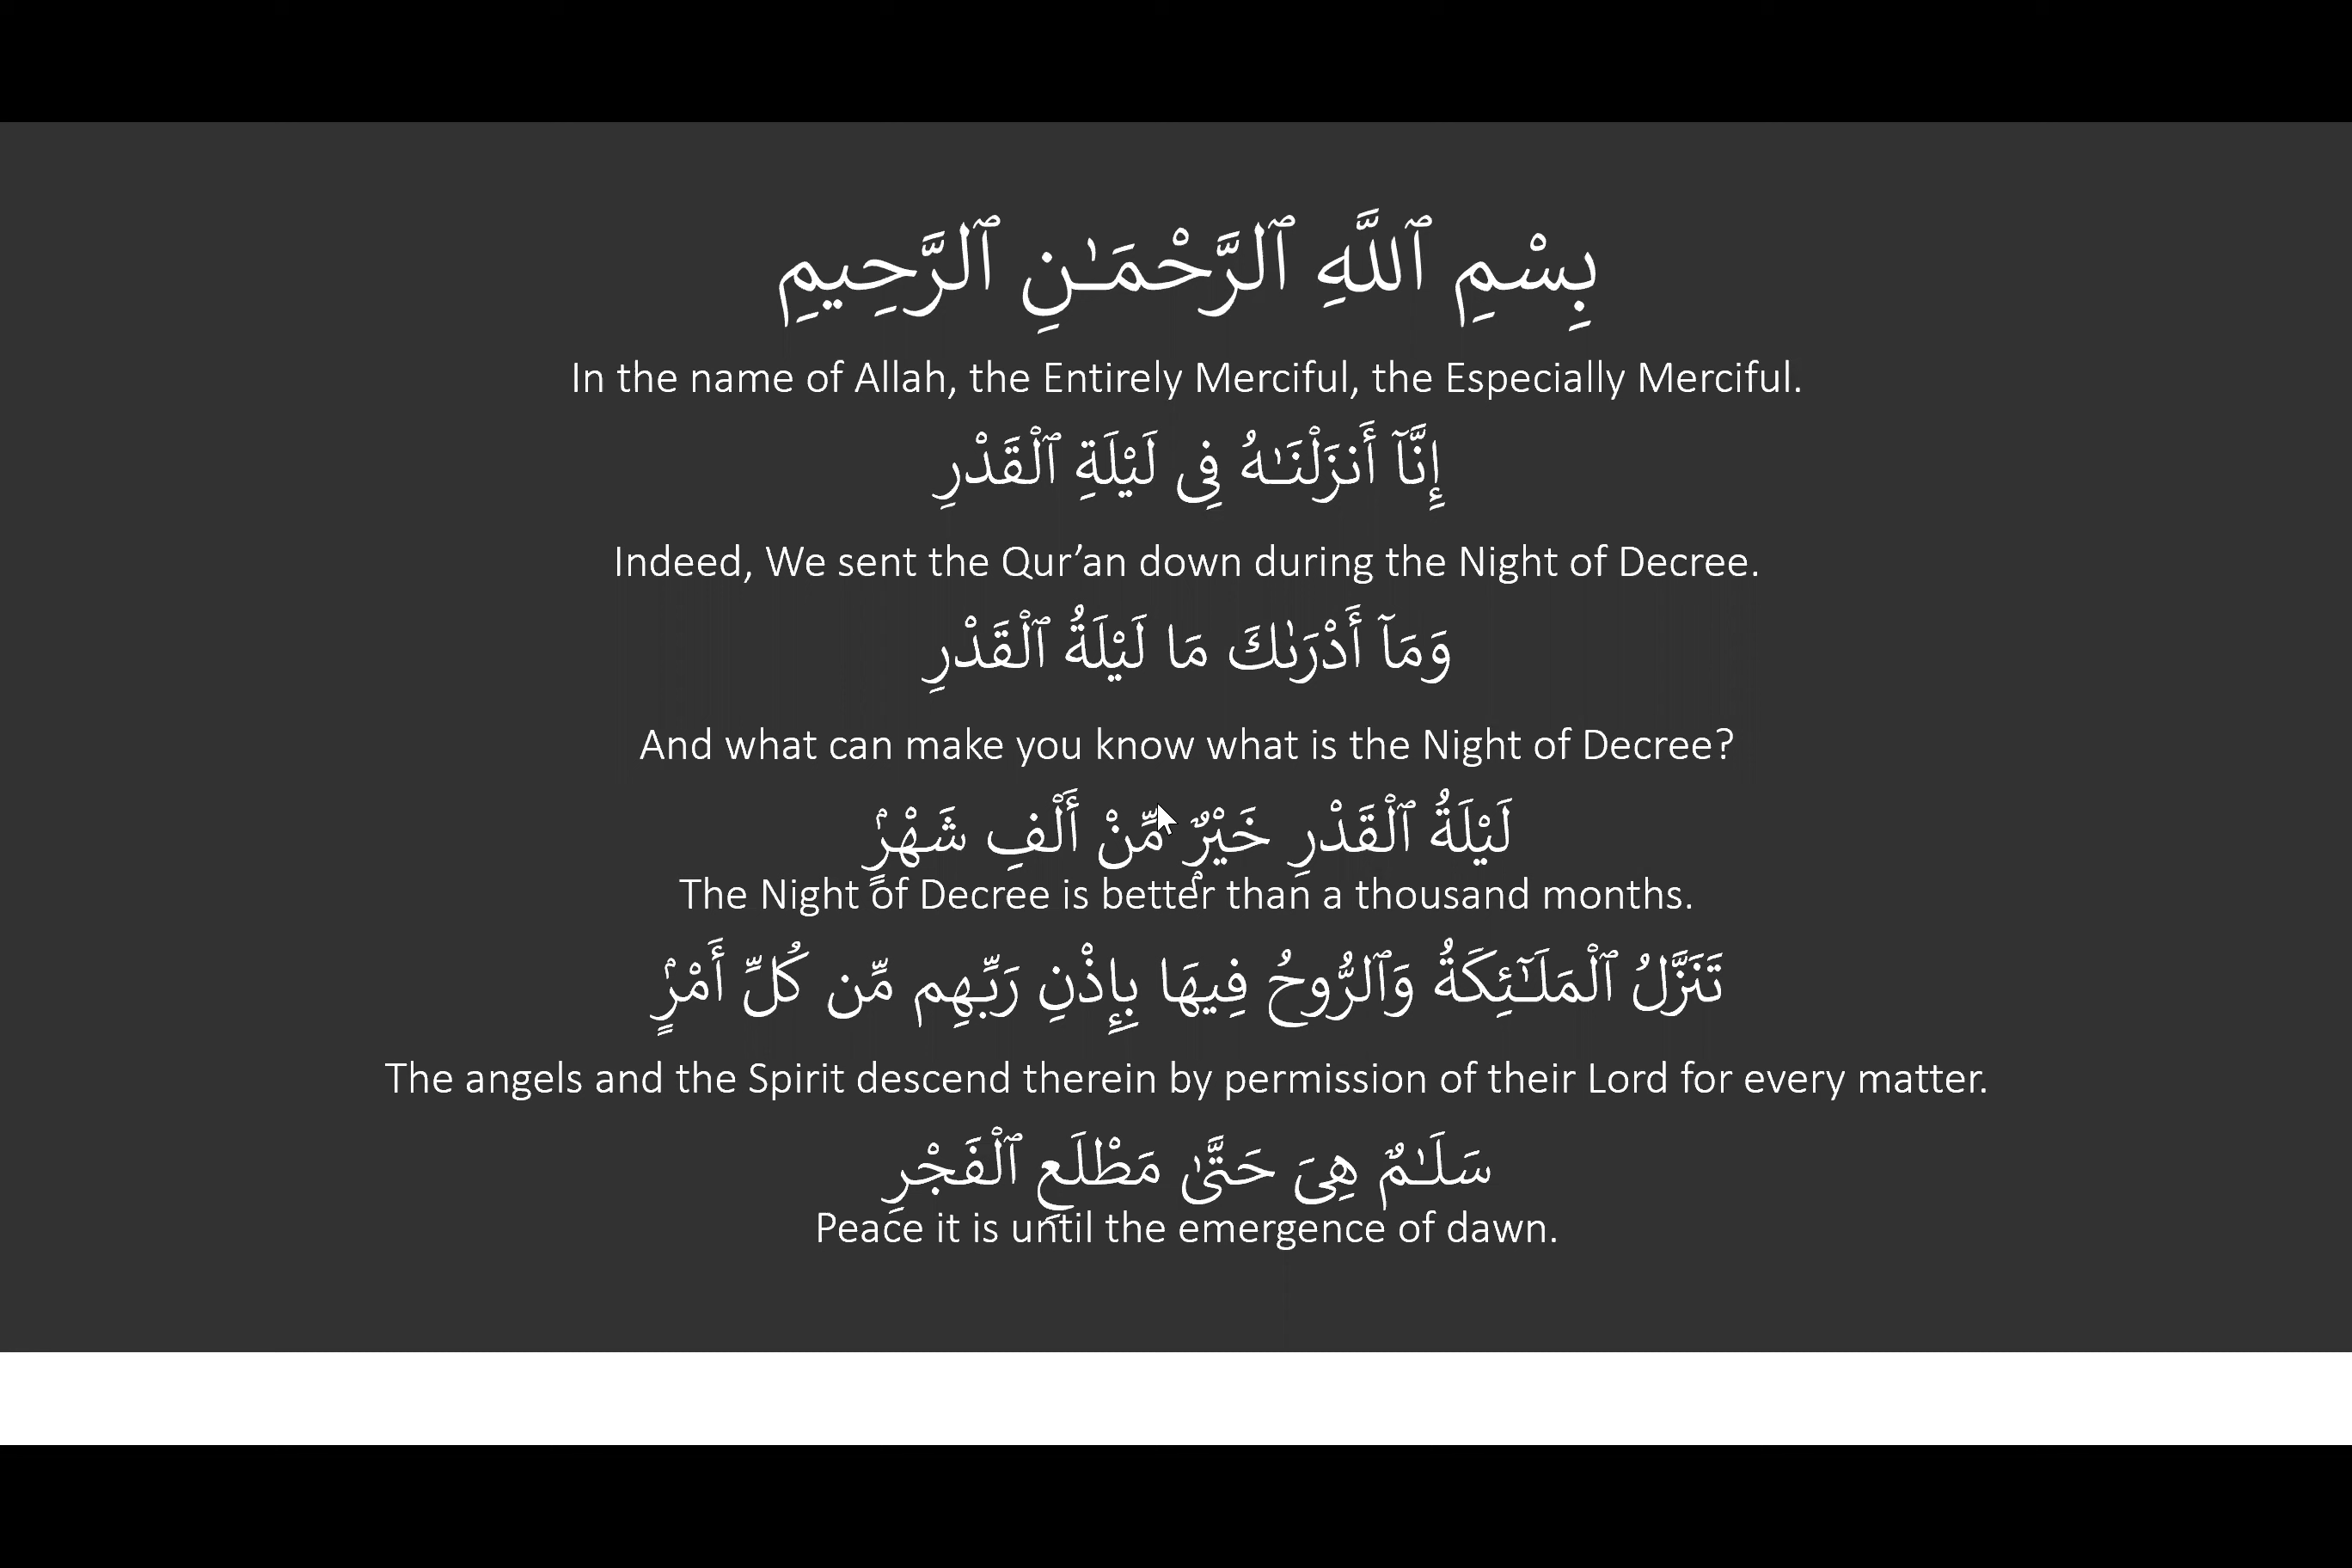 بِسْمِ ٱللَّهِ ٱلرَّحْمَـٰنِ ٱلرَّحِيمِ
In the name of Allah, the Entirely Merciful, the Especially Merciful.
إِنَّآ أَنزَلْنَـٰهُ فِى لَيْلَةِ ٱلْقَدْرِ
Indeed, We sent the Qur’an down during the Night of Decree.
وَمَآ أَدْرَىٰكَ مَا لَيْلَةُ ٱلْقَدْرِ
And what can make you know what is the Night of Decree?
لَيْلَةُ ٱلْقَدْرِ خَيْرٌۭ مِّنْ أَلْفِ شَهْرٍۢ
The Night of Decree is better than a thousand months.
تَنَزَّلُ ٱلْمَلَـٰٓئِكَةُ وَٱلرُّوحُ فِيهَا بِإِذْنِ رَبِّهِم مِّن كُلِّ أَمْرٍۢ
The angels and the Spirit descend therein by permission of their Lord for every matter.
سَلَـٰمٌ هِىَ حَتَّىٰ مَطْلَعِ ٱلْفَجْرِ
Peace it is until the emergence of dawn.